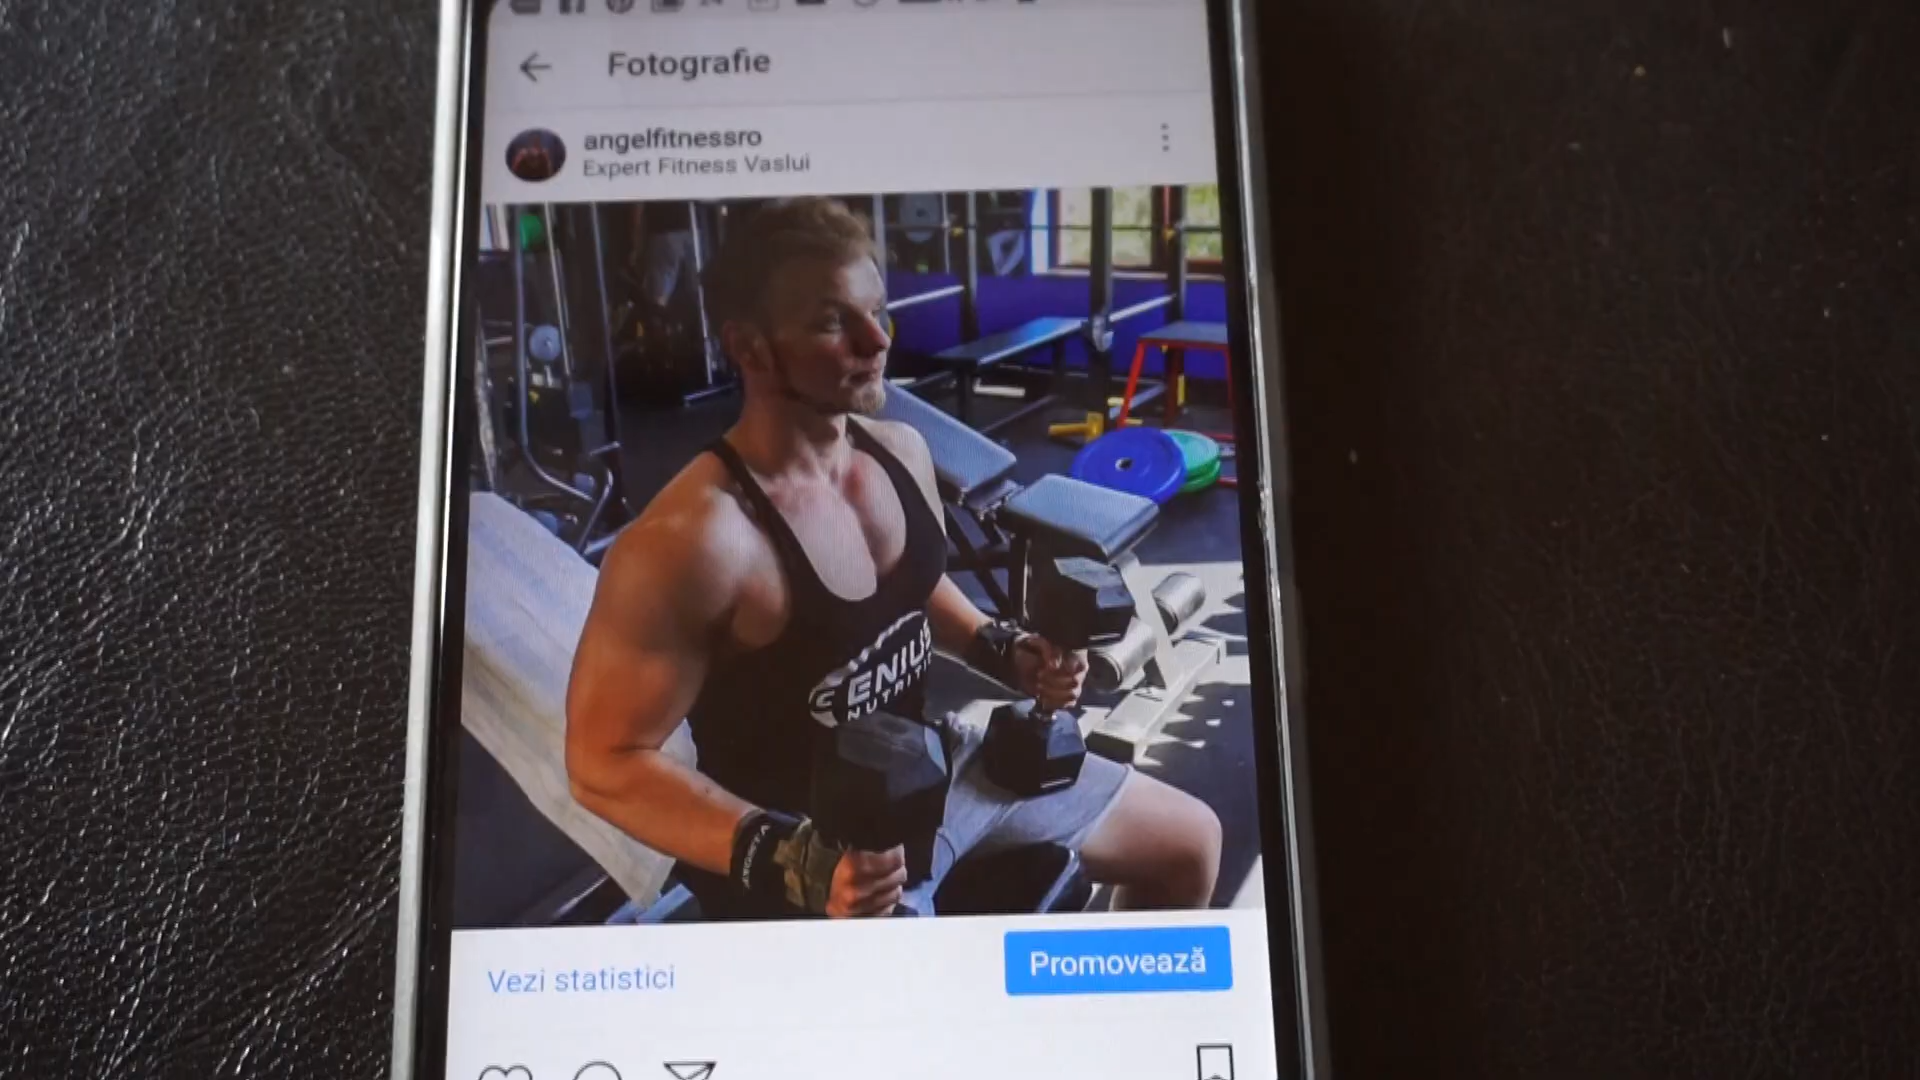 Fotografie
angelfitnessro
Expert Fitness Vaslui
ENIUS
NUTRITI
Vezi statistici
Promovează